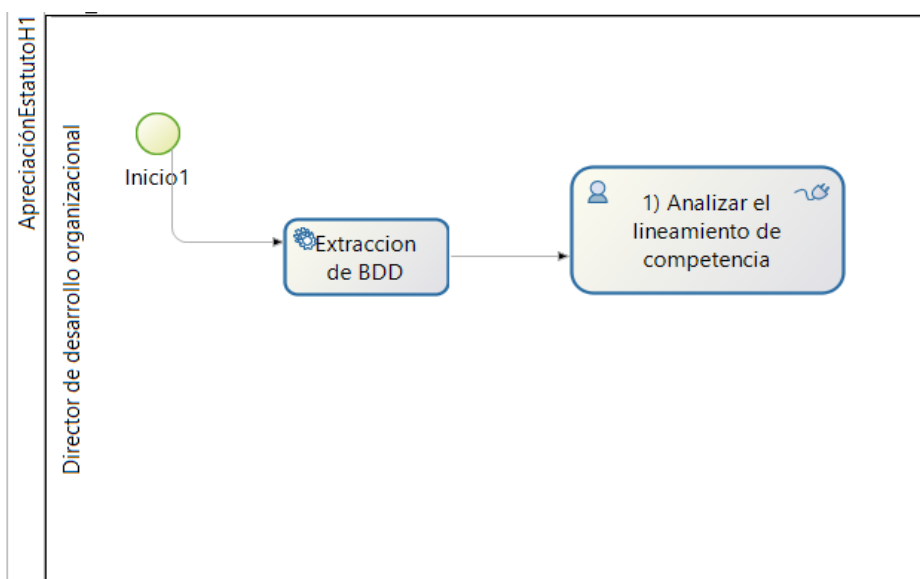 ApreciaciónEstatutoH1
Director de desarrollo organizacional
Inicio1
Extraccion
de BDD
1) Analizar el
lineamiento de
competencia